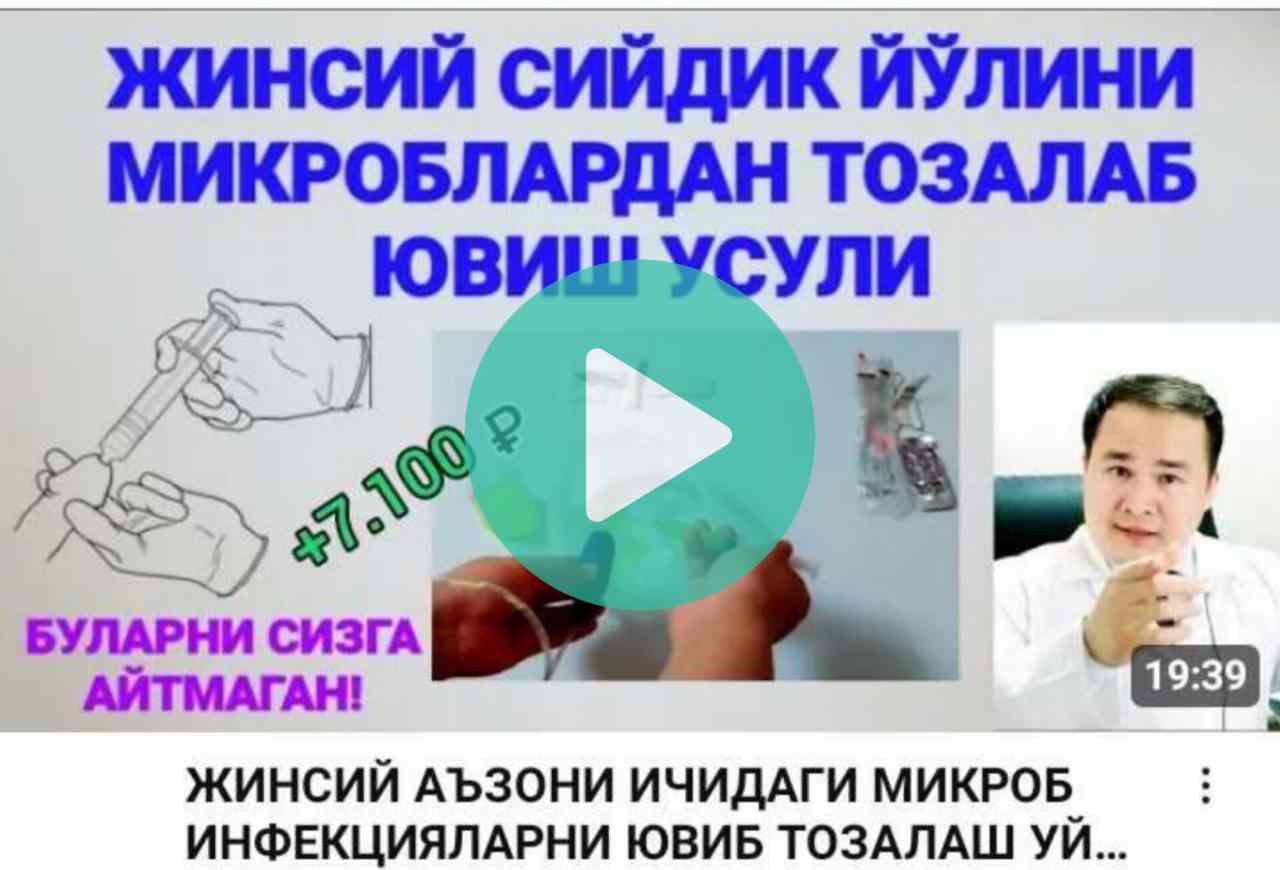 ЖИНСИЙ СИЙДИК ЙЎЛИНИ
МИКРОБЛАРДАН ТОЗАЛАБ
ЮВИШ УСУЛИ
+7.100 ₽
БУЛАРНИ СИЗГА
АЙТМАГАН!
19:39
ЖИНСИЙ АЪЗОНИ ИЧИДАГИ МИКРОБ
ИНФЕКЦИЯЛАРНИ ЮВИБ ТОЗАЛАШ УЙ...